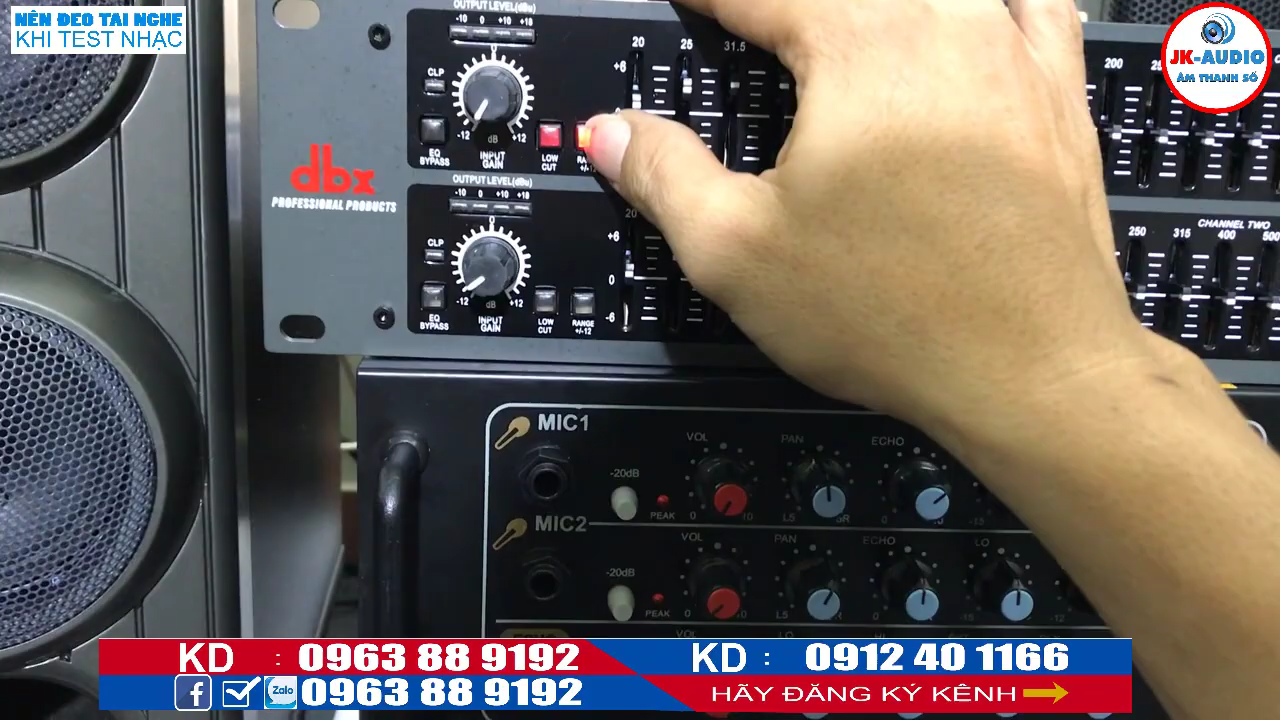 NÊN ĐEO TAI NGHE
KHI TEST NHẠC
JK-AUDIO
ÂM THANH SỐ
OUTPUT LEVEL(dBu)
-10 0 +10 +18
20 25 31.5
200
+6
CLP
0
-12 dB +12
EQ
BYPASS
INPUT
GAIN
LOW
CUT
dbx
PROFESSIONAL PRODUCTS
OUTPUT LEVEL(dBu)
-10 0 +10 +18
20
CHANNEL TWO
250 315 400 500
+6
CLP
0
0
-12 dB +12
-6
EQ
BYPASS
INPUT
GAIN
LOW
CUT
RANGE
+/-12
MIC1
VOL PAN ECHO
-20dB
PEAK
0 10
MIC2
VOL PAN ECHO LO
-20dB
PEAK
0
VOL
KD : 0963 88 9192
KD : 0912 40 1166
Zalo 0963 88 9192
HÃY ĐĂNG KÝ KÊNH